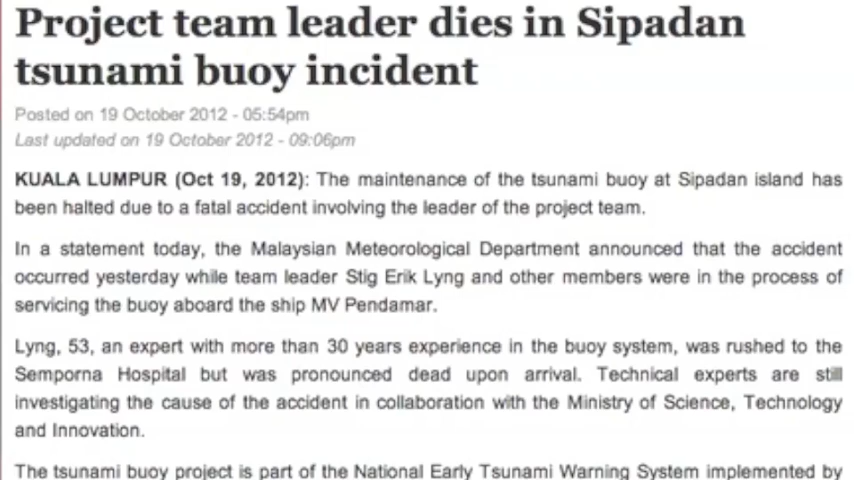 Project team leader dies in Sipadan
tsunami buoy incident
Posted on 19 October 2012 - 05:54pm
Last updated on 19 October 2012 - 09:06pm
KUALA LUMPUR (Oct 19, 2012): The maintenance of the tsunami buoy at Sipadan island has
been halted due to a fatal accident involving the leader of the project team.
In a statement today, the Malaysian Meteorological Department announced that the accident
occurred yesterday while team leader Stig Erik Lyng and other members were in the process of
servicing the buoy aboard the ship MV Pendamar.
Lyng, 53, an expert with more than 30 years experience in the buoy system, was rushed to the
Semporna Hospital but was pronounced dead upon arrival. Technical experts are still
investigating the cause of the accident in collaboration with the Ministry of Science, Technology
and Innovation.
The tsunami buoy project is part of the National Early Tsunami Warning System implemented by